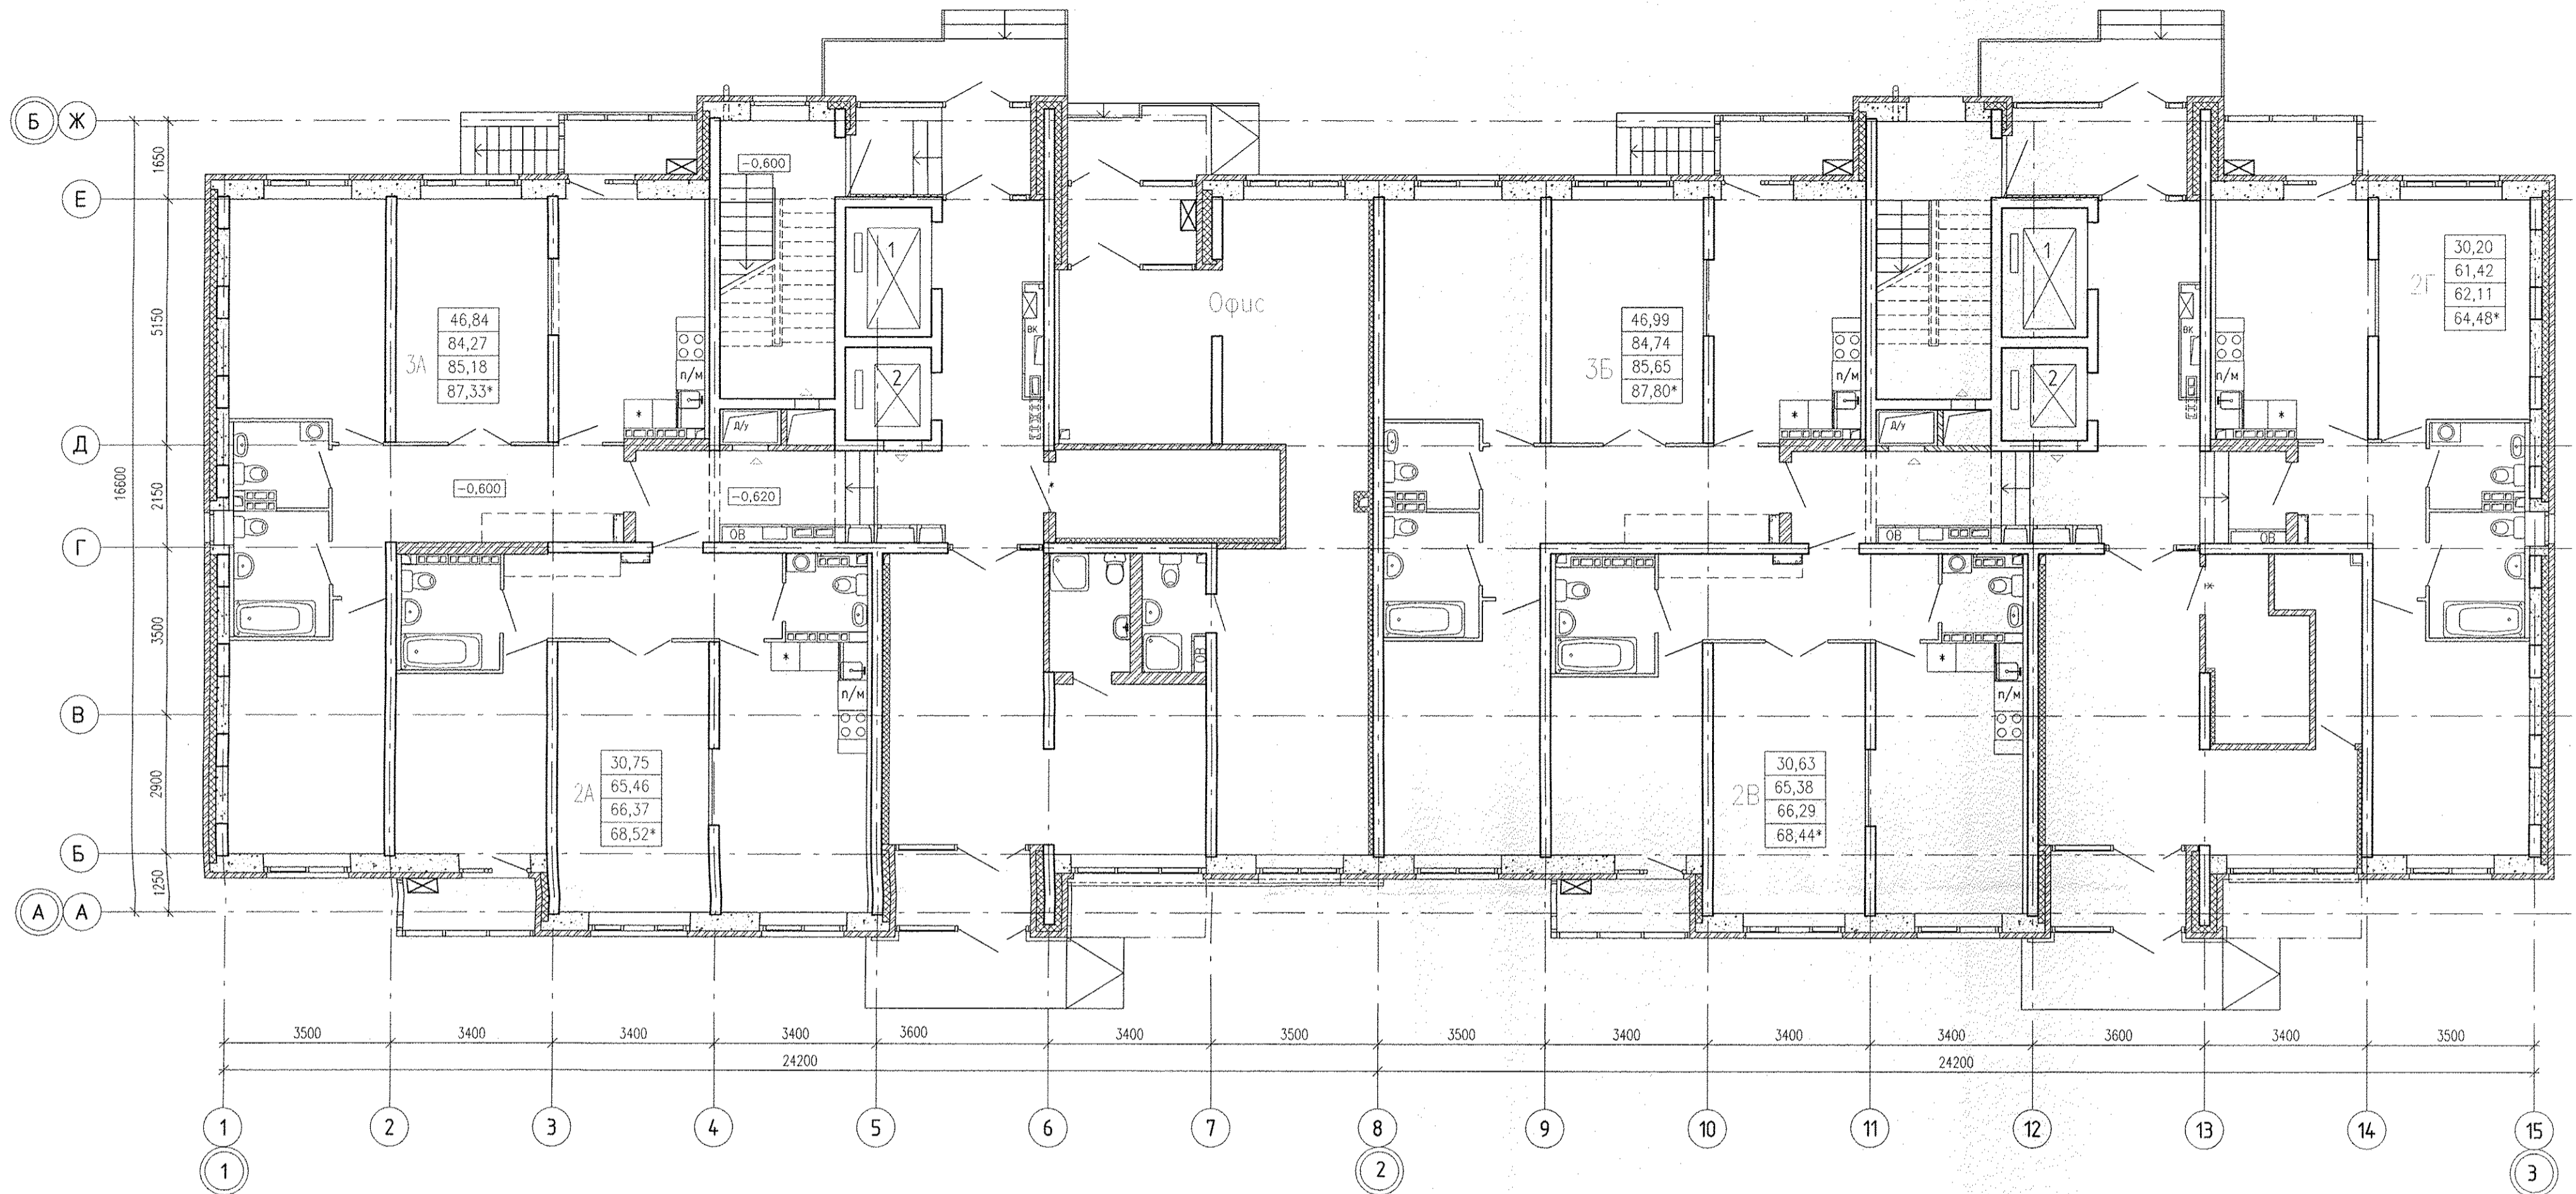 Б Ж
1650
-0,600
Е
1
1
30,20
61,42
62,11
64,48*
2Г
Офис
5150
46,84
84,27
85,18
87,33*
3А
ВК
46,99
84,74
85,65
87,80*
3Б
ВК
п/м
2
п/м
2
п/м
*
*
*
Д/У
Д/У
Д
16600
2150
-0,600
-0,620
*
ОВ
ОВ
ОВ
Г
3500
*
*
*
п/м
п/м
В
2900
30,75
65,46
66,37
68,52*
2А
30,63
65,38
66,29
68,44*
2В
Б
1250
А А
3500 3400 3400 3400 3600 3400 3500 3500 3400 3400 3400 3600 3400 3500
24200 24200
1 2 3 4 5 6 7 8 9 10 11 12 13 14 15
1 2 3